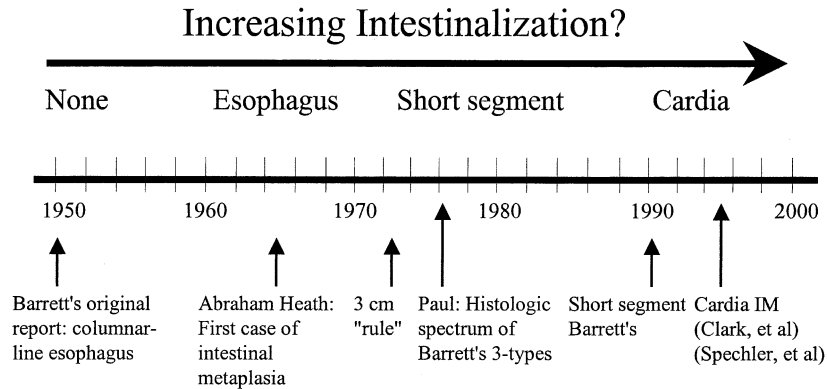 Increasing Intestinalization?
None Esophagus Short segment Cardia
1950 1960 1970 1980 1990 2000
Barrett's original
report: columnar-
line esophagus
Abraham Heath:
First case of
intestinal
metaplasia
3 cm
"rule"
Paul: Histologic
spectrum of
Barrett's 3-types
Short segment
Barrett's
Cardia IM
(Clark, et al)
(Spechler, et al)